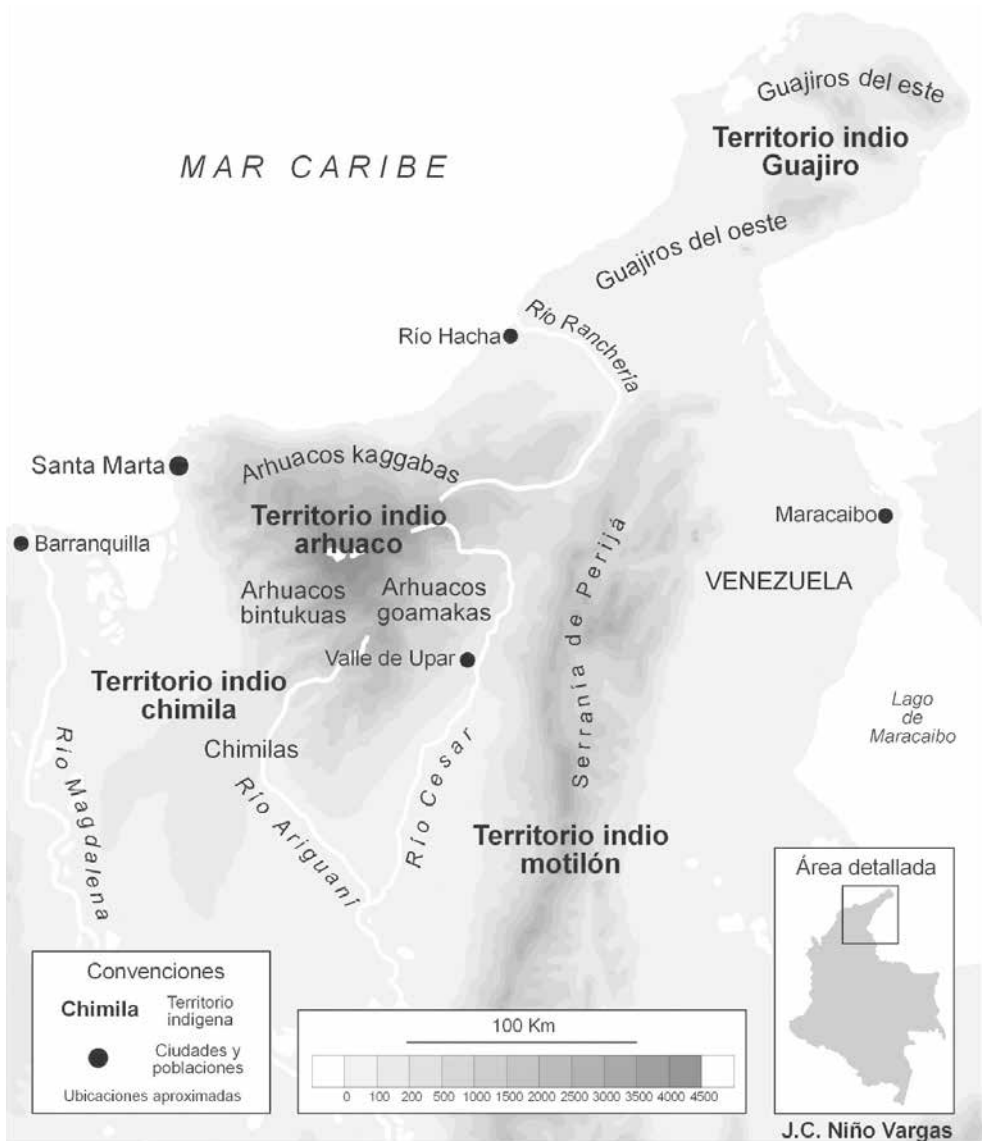 Guajiros del este
Territorio indio
Guajiro
MAR CARIBE
Guajiros del oeste
Río Ranchería
Río Hacha
Santa Marta
Arhuacos kaggabas
Territorio indio
arhuaco
Maracaibo
Barranquilla
Serranía de Perijá
VENEZUELA
Arhuacos
bintukuas
Arhuacos
goamakas
Valle de Upar
Territorio indio
chimila
Lago
de
Maracaibo
Chimilas
Río Magdalena
Río Ariguaní
Río Cesar
Territorio indio
motilón
Área detallada
Convenciones
Chimila
Territorio
indígena
Ciudades y
poblaciones
Ubicaciones aproximadas
100 Km
0 100 200 500 1000 2000 3000 3500 4000 4500
J.C. Niño Vargas